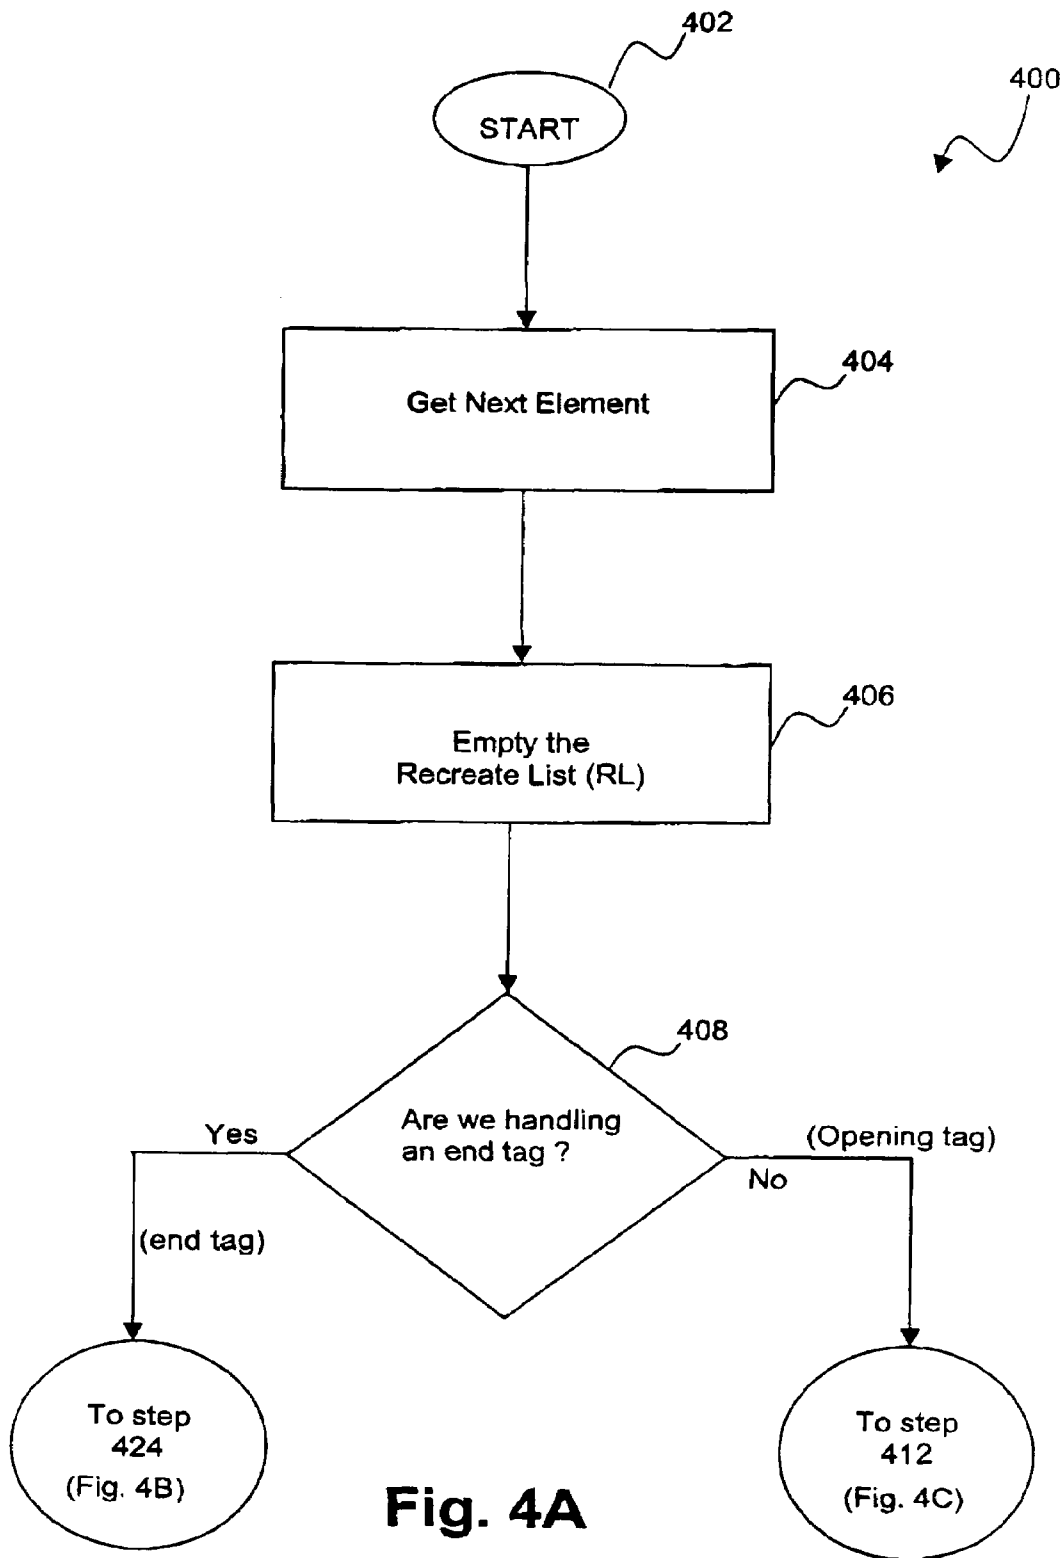 402
400
START
404
Get Next Element
406
Empty the
Recreate List (RL)
408
Are we handling
an end tag ?
Yes
(Opening tag)
No
(end tag)
To step
424
(Fig. 4B)
To step
412
(Fig. 4C)
Fig. 4A